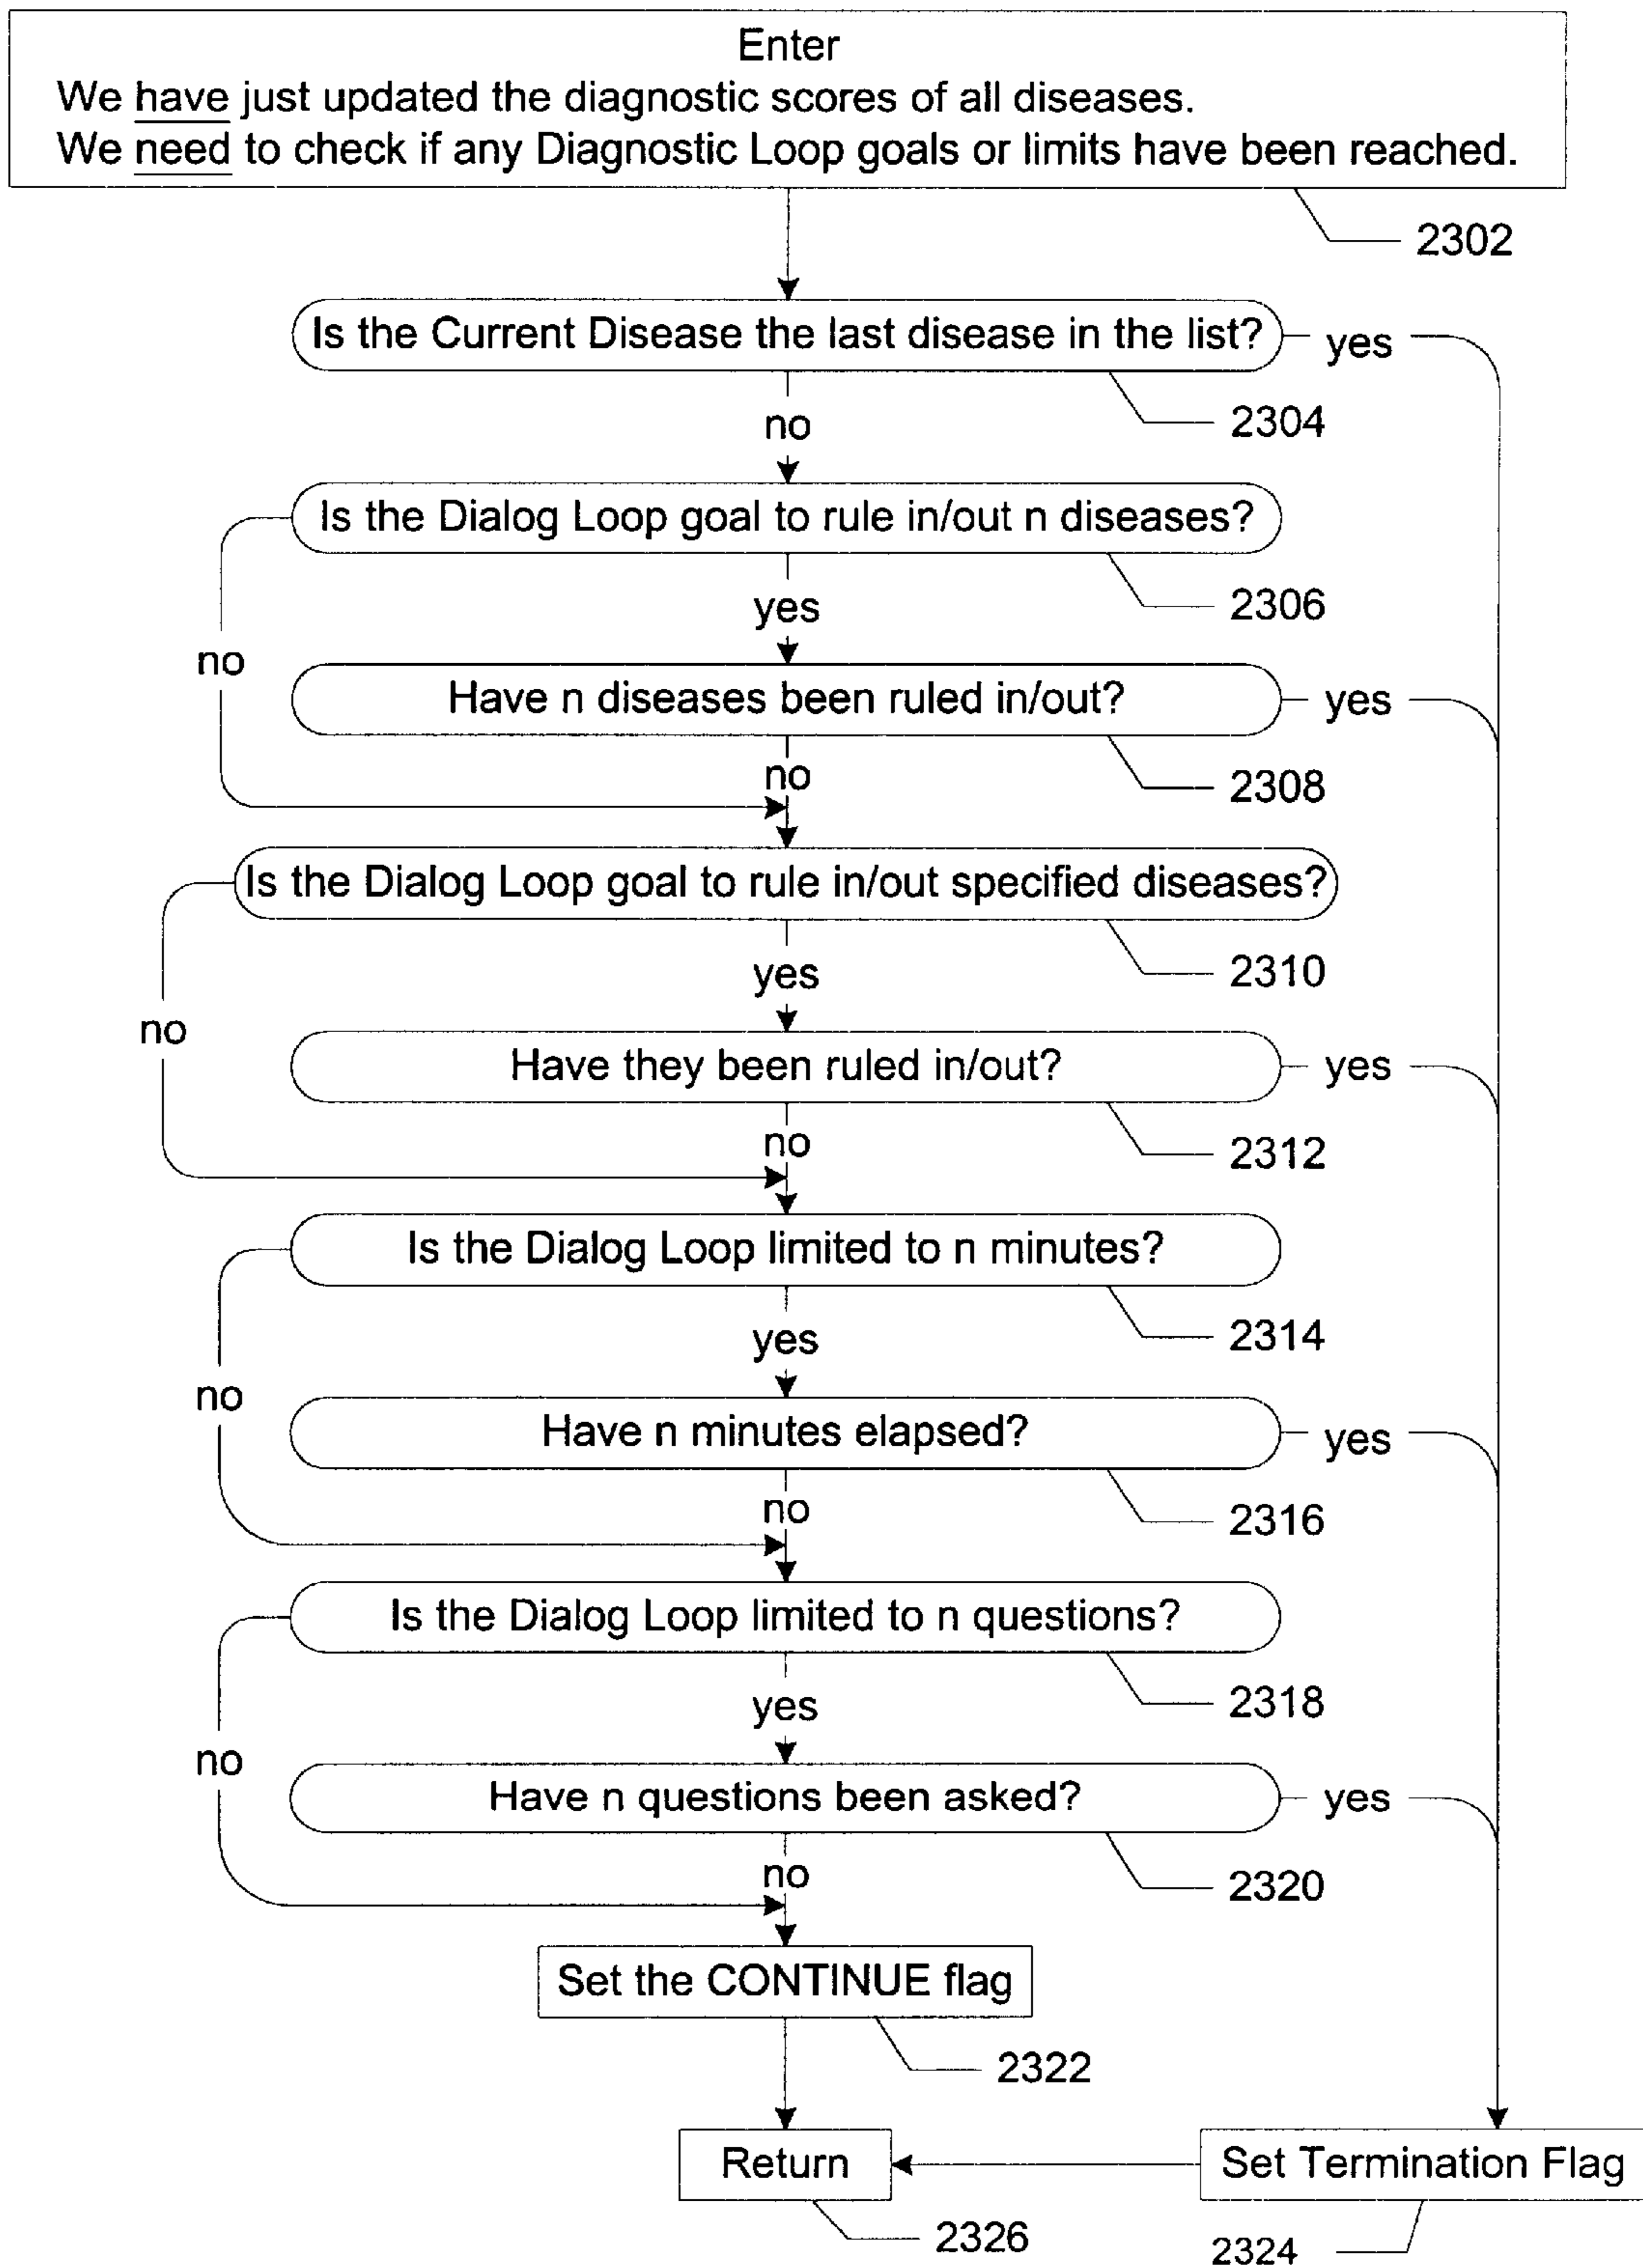 Enter
We have just updated the diagnostic scores of all diseases.
We need to check if any Diagnostic Loop goals or limits have been reached.
2302
Is the Current Disease the last disease in the list?
yes
2304
no
Is the Dialog Loop goal to rule in/out n diseases?
2306
yes
no
Have n diseases been ruled in/out?
yes
2308
no
Is the Dialog Loop goal to rule in/out specified diseases?
2310
yes
no
Have they been ruled in/out?
yes
2312
no
Is the Dialog Loop limited to n minutes?
2314
yes
no
Have n minutes elapsed?
yes
2316
no
Is the Dialog Loop limited to n questions?
2318
yes
no
Have n questions been asked?
yes
2320
no
Set the CONTINUE flag
2322
Return
Set Termination Flag
2326
2324